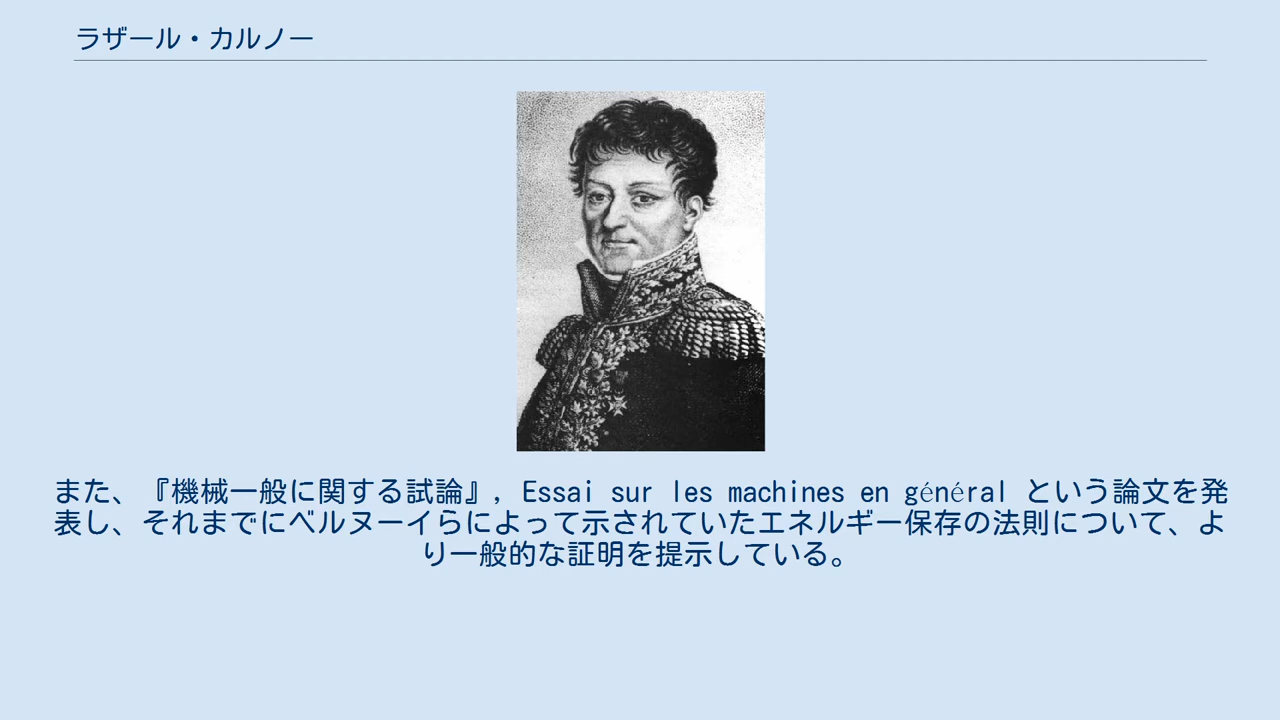 ラザール・カルノー
また、『機械一般に関する試論』, Essai sur les machines en général という論文を発
表し、それまでにベルヌーイらによって示されていたエネルギー保存の法則について、よ
り一般的な証明を提示している。